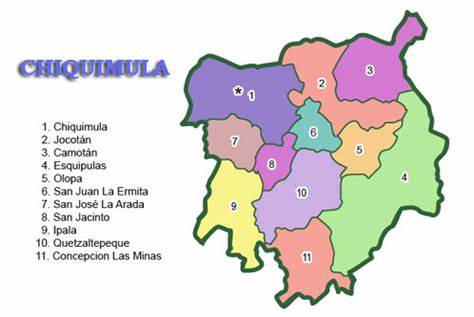 CHIQUIMULA
1. Chiquimula
2. Jocotán
3. Camotán
4. Esquipulas
5. Olopa
6. San Juan La Ermita
7. San José La Arada
8. San Jacinto
9. Ipala
10. Quetzaltepeque
11. Concepcion Las Minas
3
2
* 1
6
7
5
8
4
10
9
11